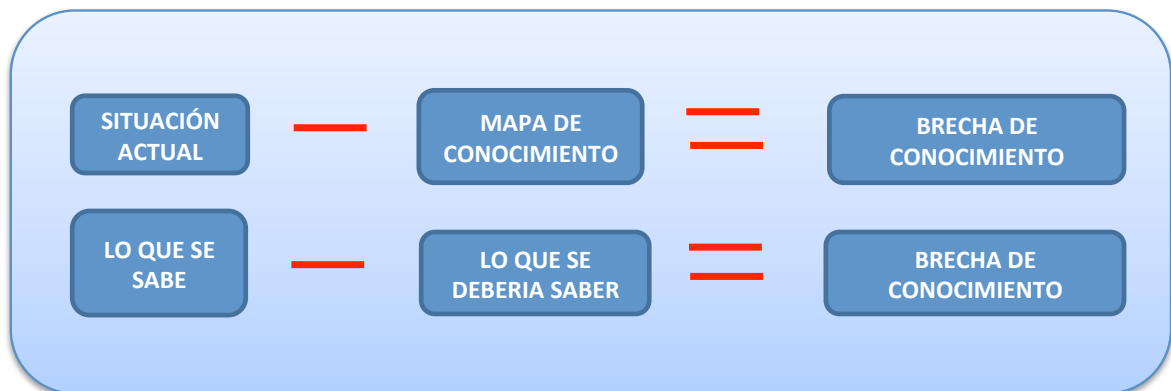 SITUACIÓN
ACTUAL
MAPA DE
CONOCIMIENTO
BRECHA DE
CONOCIMIENTO
LO QUE SE
SABE
LO QUE SE
DEBERIA SABER
BRECHA DE
CONOCIMIENTO